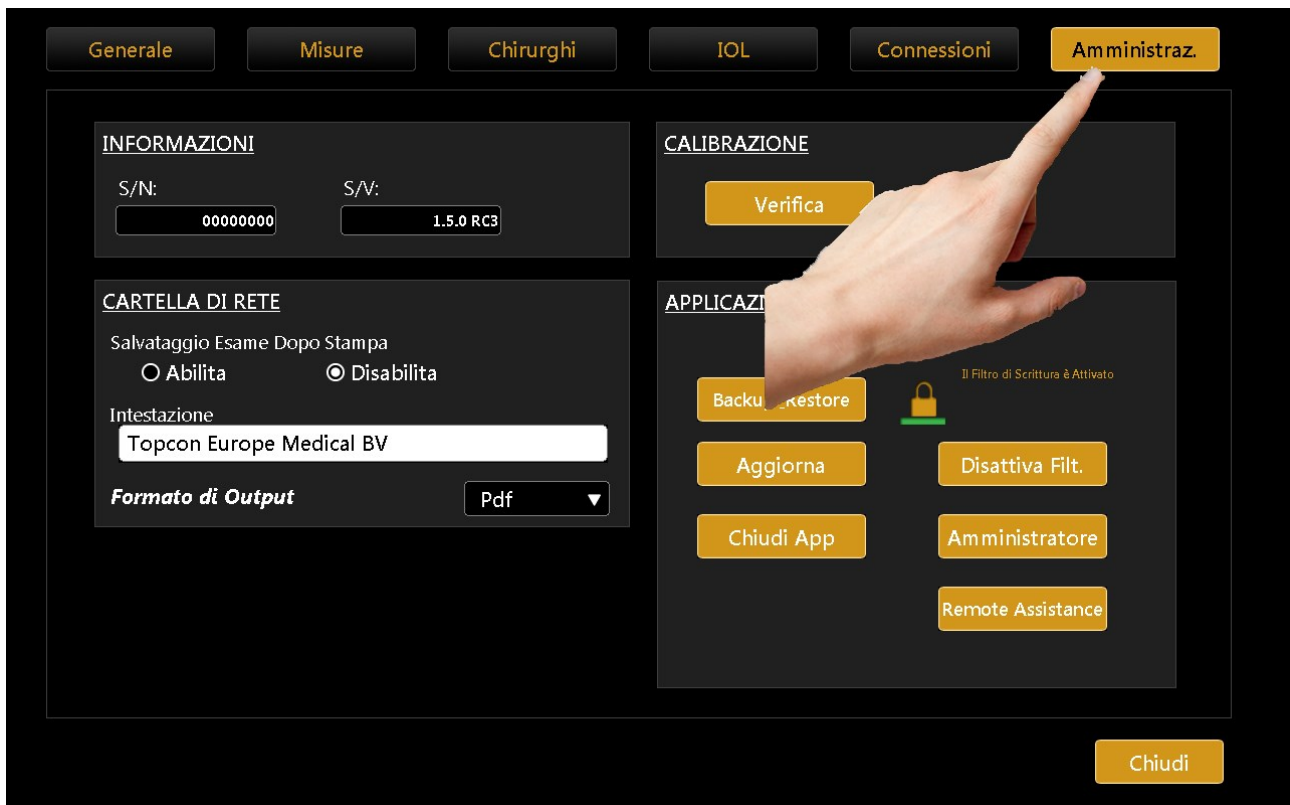 Generale
Misure
Chirurghi
IOL
Connessioni
Amministraz.
INFORMAZIONI
S/N:
S/V:
00000000
1.5.0 RC3
CALIBRAZIONE
Verifica
CARTELLA DI RETE
Salvataggio Esame Dopo Stampa
Abilita
Disabilita
Intestazione
Topcon Europe Medical BV
Formato di Output
Pdf
Il Filtro di Scrittura è Attivato
Aggiorna
Disattiva Filt.
Chiudi App
Amministratore
Remote Assistance
Chiudi